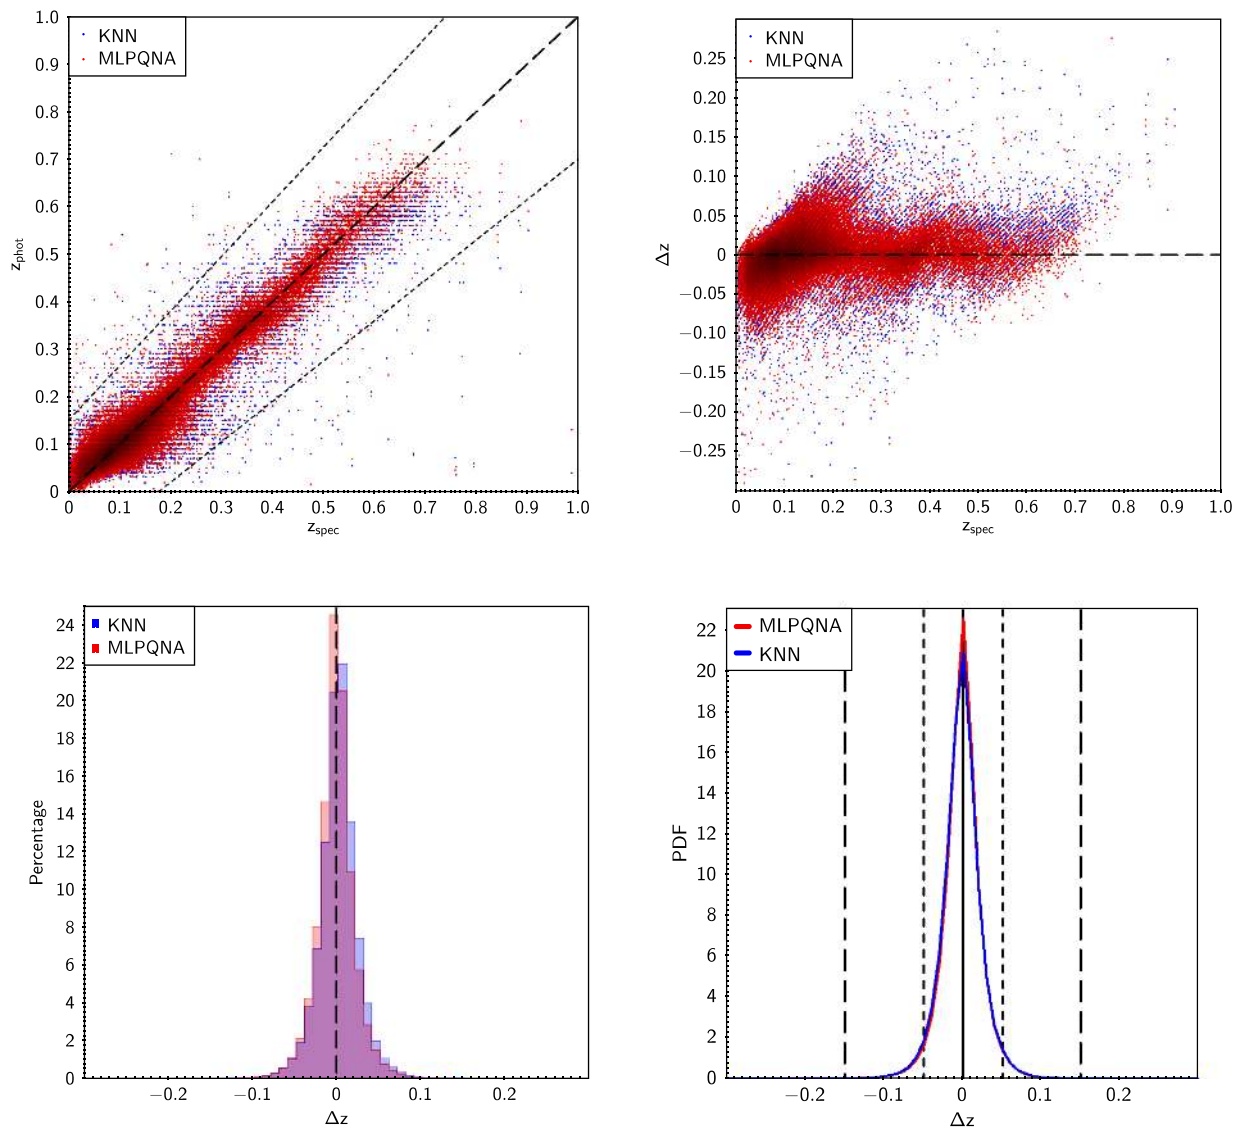 KNN
MLPQNA
1.0
0.9
0.8
0.7
0.6
0.5
0.4
0.3
0.2
0.1
0
z_phot
0 0.1 0.2 0.3 0.4 0.5 0.6 0.7 0.8 0.9 1.0
z_spec
KNN
MLPQNA
0.25
0.20
0.15
0.10
0.05
0
−0.05
−0.10
−0.15
−0.20
−0.25
Δz
0 0.1 0.2 0.3 0.4 0.5 0.6 0.7 0.8 0.9 1.0
z_spec
KNN
MLPQNA
24
22
20
18
16
14
12
10
8
6
4
2
0
Percentage
−0.2 −0.1 0 0.1 0.2
Δz
MLPQNA
KNN
22
20
18
16
14
12
10
8
6
4
2
0
PDF
−0.2 −0.1 0 0.1 0.2
Δz